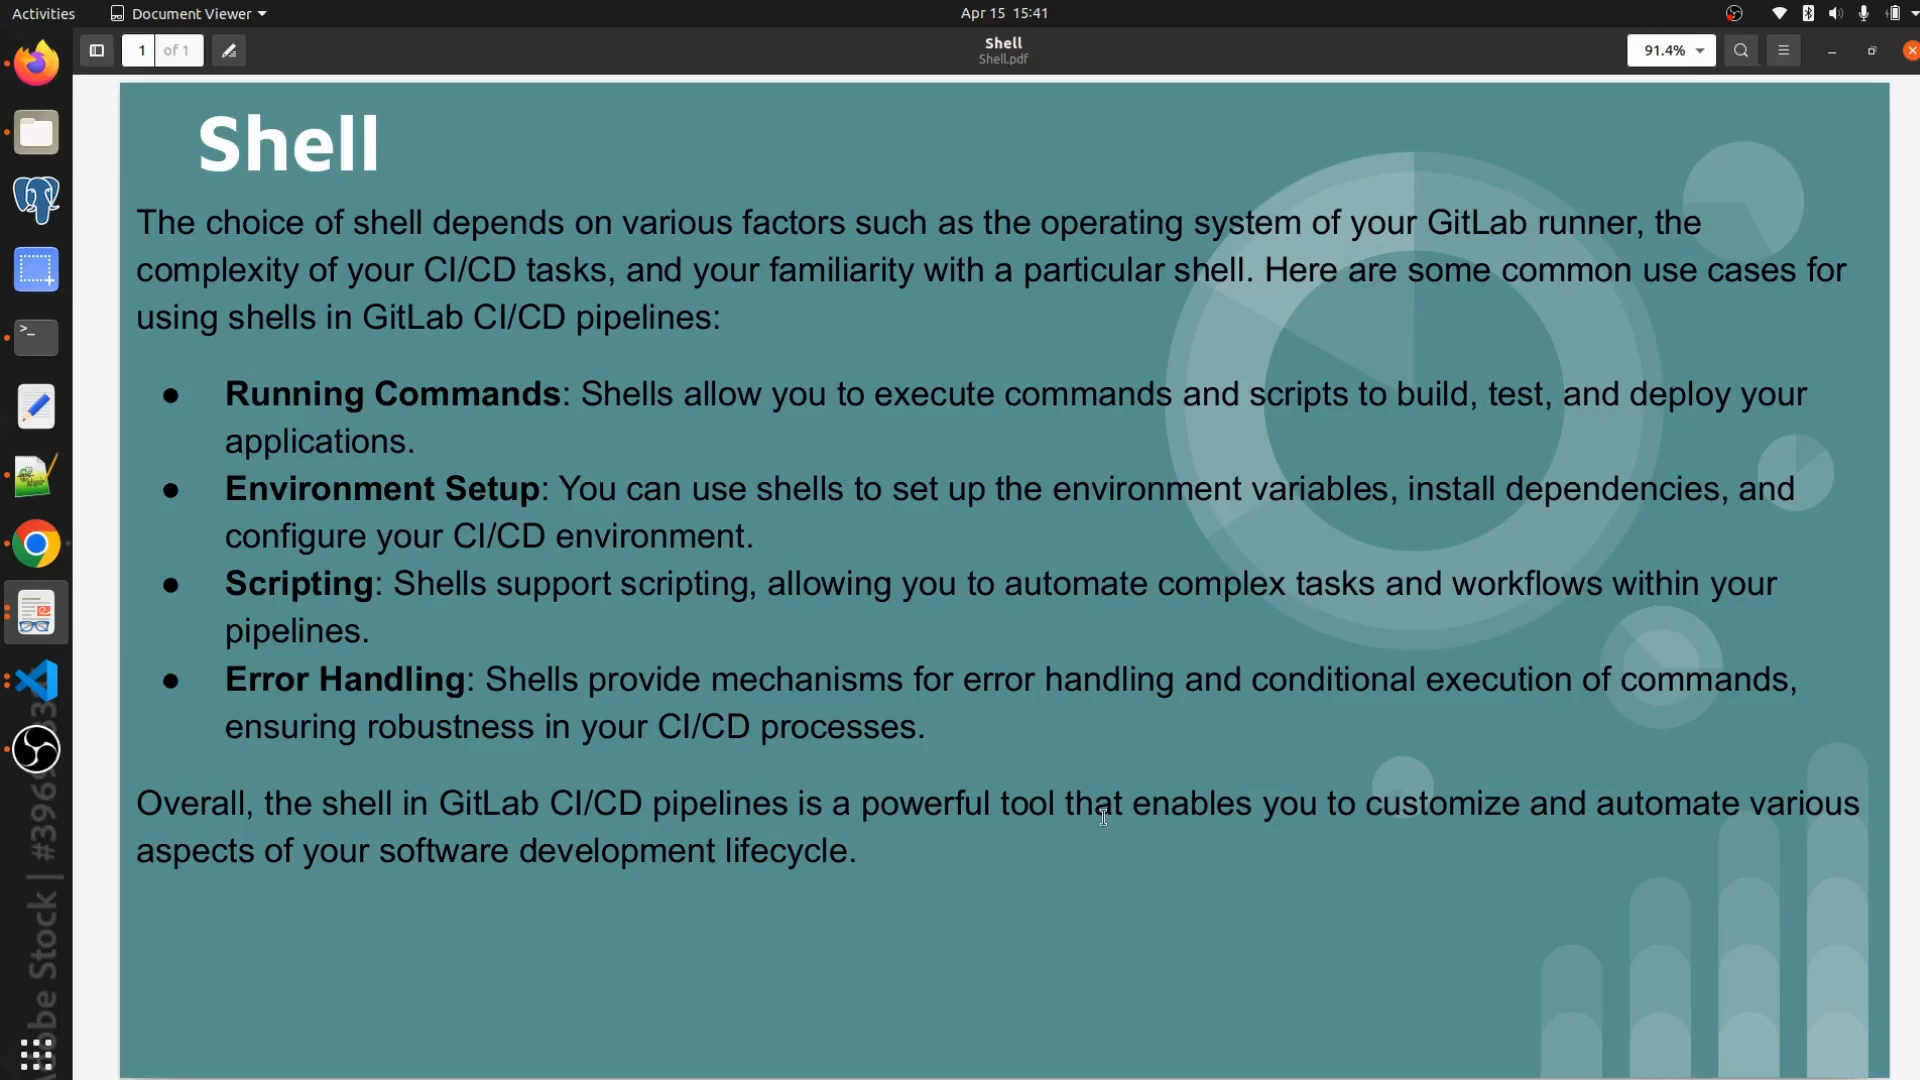 Activities
Document Viewer
Apr 15 15:41
1
of 1
Shell
Shell.pdf
91.4%
Shell
The choice of shell depends on various factors such as the operating system of your GitLab runner, the
complexity of your CI/CD tasks, and your familiarity with a particular shell. Here are some common use cases for
using shells in GitLab CI/CD pipelines:
● Running Commands: Shells allow you to execute commands and scripts to build, test, and deploy your
applications.
● Environment Setup: You can use shells to set up the environment variables, install dependencies, and
configure your CI/CD environment.
● Scripting: Shells support scripting, allowing you to automate complex tasks and workflows within your
pipelines.
● Error Handling: Shells provide mechanisms for error handling and conditional execution of commands,
ensuring robustness in your CI/CD processes.
Overall, the shell in GitLab CI/CD pipelines is a powerful tool that enables you to customize and automate various
aspects of your software development lifecycle.